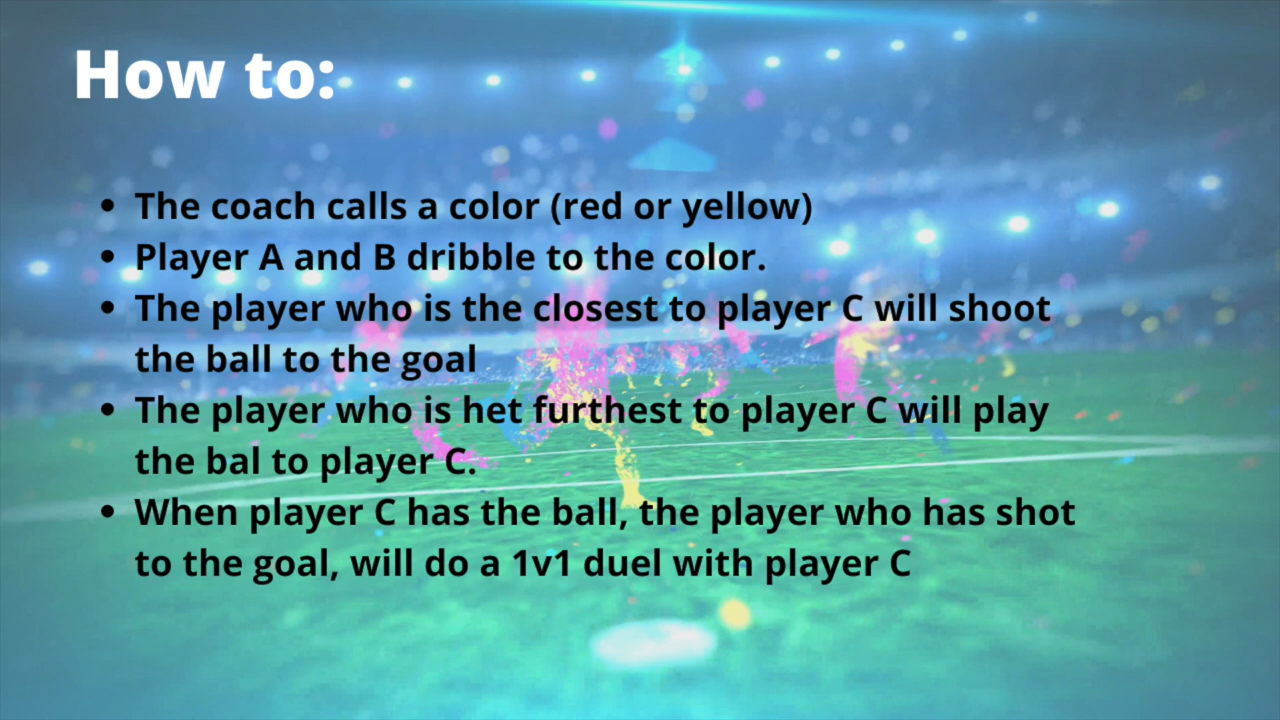 How to:
• The coach calls a color (red or yellow)
• Player A and B dribble to the color.
• The player who is the closest to player C will shoot
the ball to the goal
• The player who is het furthest to player C will play
the bal to player C.
• When player C has the ball, the player who has shot
to the goal, will do a 1v1 duel with player C